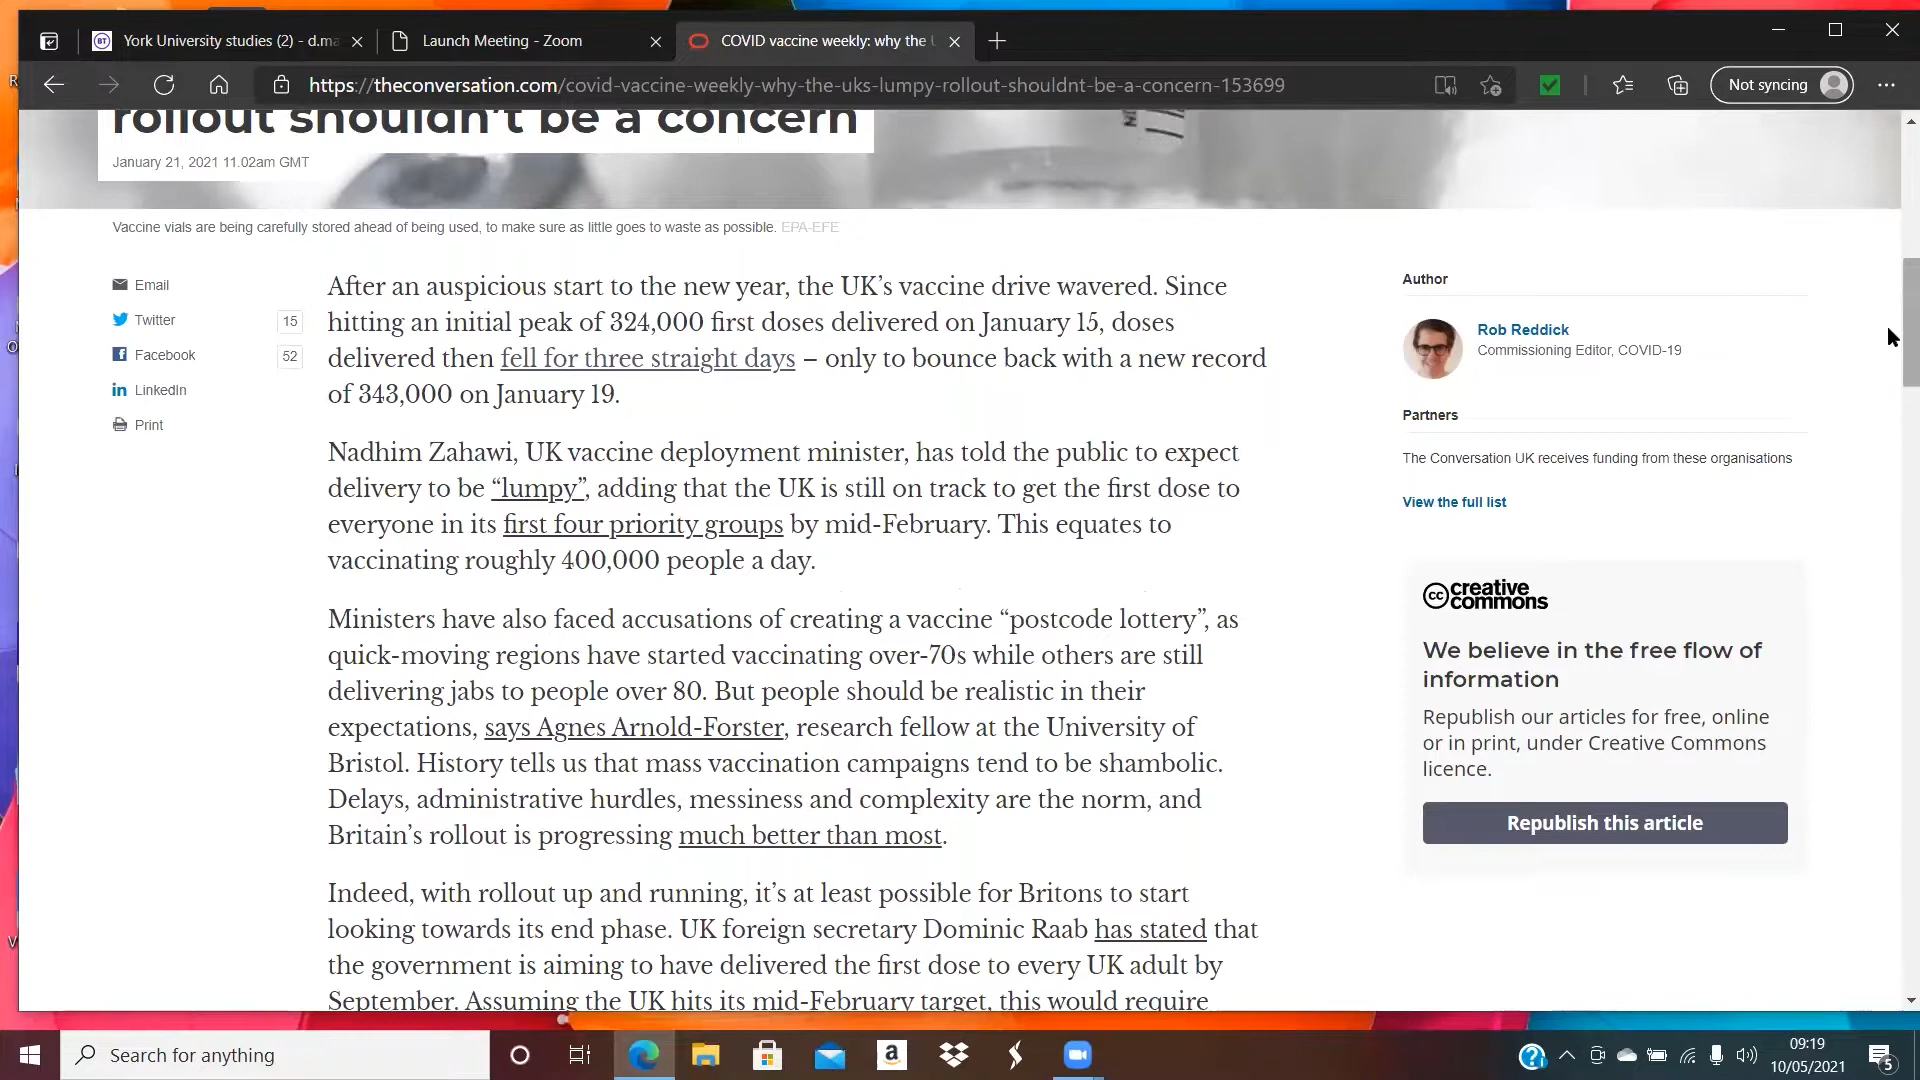 York University studies (2) - d.ma
Launch Meeting - Zoom
COVID vaccine weekly: why the
https://theconversation.com/covid-vaccine-weekly-why-the-uks-lumpy-rollout-shouldnt-be-a-concern-153699
Not syncing
rollout shouldn't be a concern
January 21, 2021 11.02am GMT
Vaccine vials are being carefully stored ahead of being used, to make sure as little goes to waste as possible. EPA-EFE
Email
Twitter 15
Facebook 52
LinkedIn
Print
After an auspicious start to the new year, the UK’s vaccine drive wavered. Since
hitting an initial peak of 324,000 first doses delivered on January 15, doses
delivered then fell for three straight days – only to bounce back with a new record
of 343,000 on January 19.
Nadhim Zahawi, UK vaccine deployment minister, has told the public to expect
delivery to be “lumpy”, adding that the UK is still on track to get the first dose to
everyone in its first four priority groups by mid-February. This equates to
vaccinating roughly 400,000 people a day.
Ministers have also faced accusations of creating a vaccine “postcode lottery”, as
quick-moving regions have started vaccinating over-70s while others are still
delivering jabs to people over 80. But people should be realistic in their
expectations, says Agnes Arnold-Forster, research fellow at the University of
Bristol. History tells us that mass vaccination campaigns tend to be shambolic.
Delays, administrative hurdles, messiness and complexity are the norm, and
Britain’s rollout is progressing much better than most.
Indeed, with rollout up and running, it’s at least possible for Britons to start
looking towards its end phase. UK foreign secretary Dominic Raab has stated that
the government is aiming to have delivered the first dose to every UK adult by
September. Assuming the UK hits its mid-February target, this would require
Author
Rob Reddick
Commissioning Editor, COVID-19
Partners
The Conversation UK receives funding from these organisations
View the full list
cc creative
commons
We believe in the free flow of
information
Republish our articles for free, online
or in print, under Creative Commons
licence.
Republish this article
Search for anything
09:19
10/05/2021
5